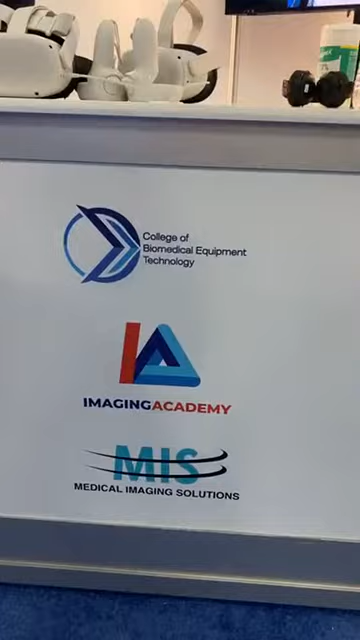 College of
Biomedical Equipment
Technology
IMAGINGACADEMY
MIS
MEDICAL IMAGING SOLUTIONS